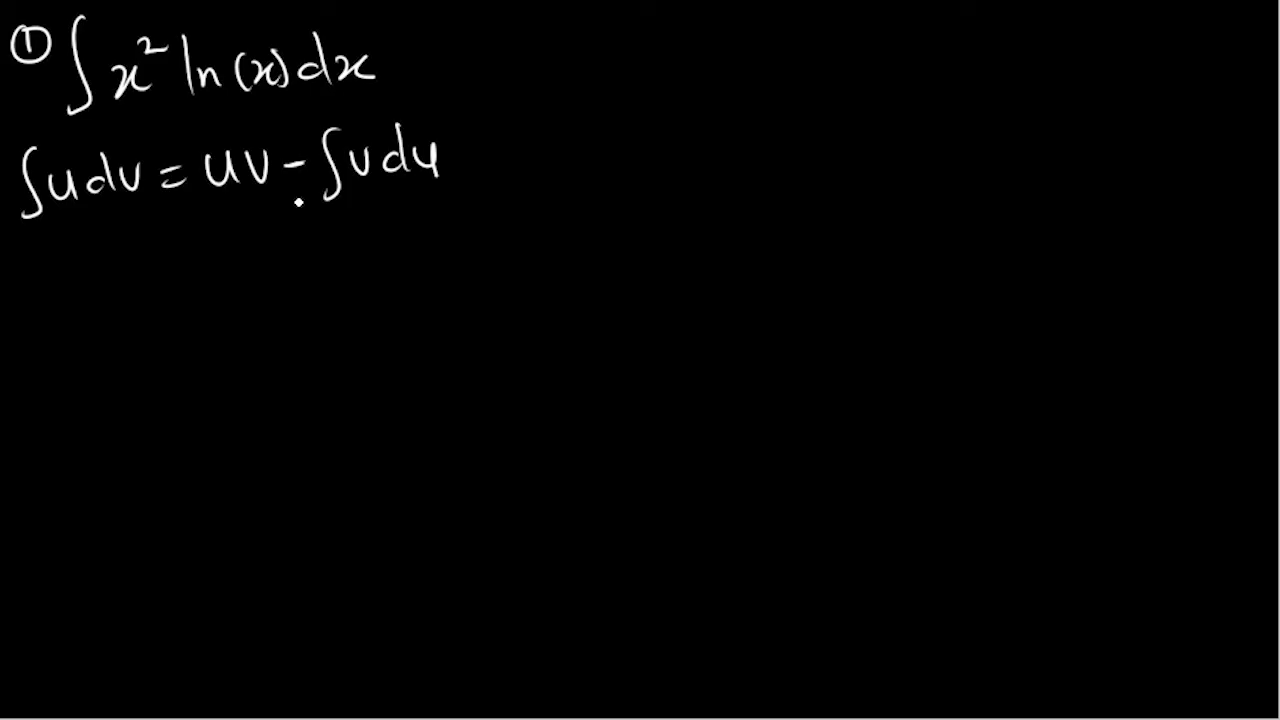 ① ∫ x² ln(x) dx
∫ u dv = uv - ∫ v du